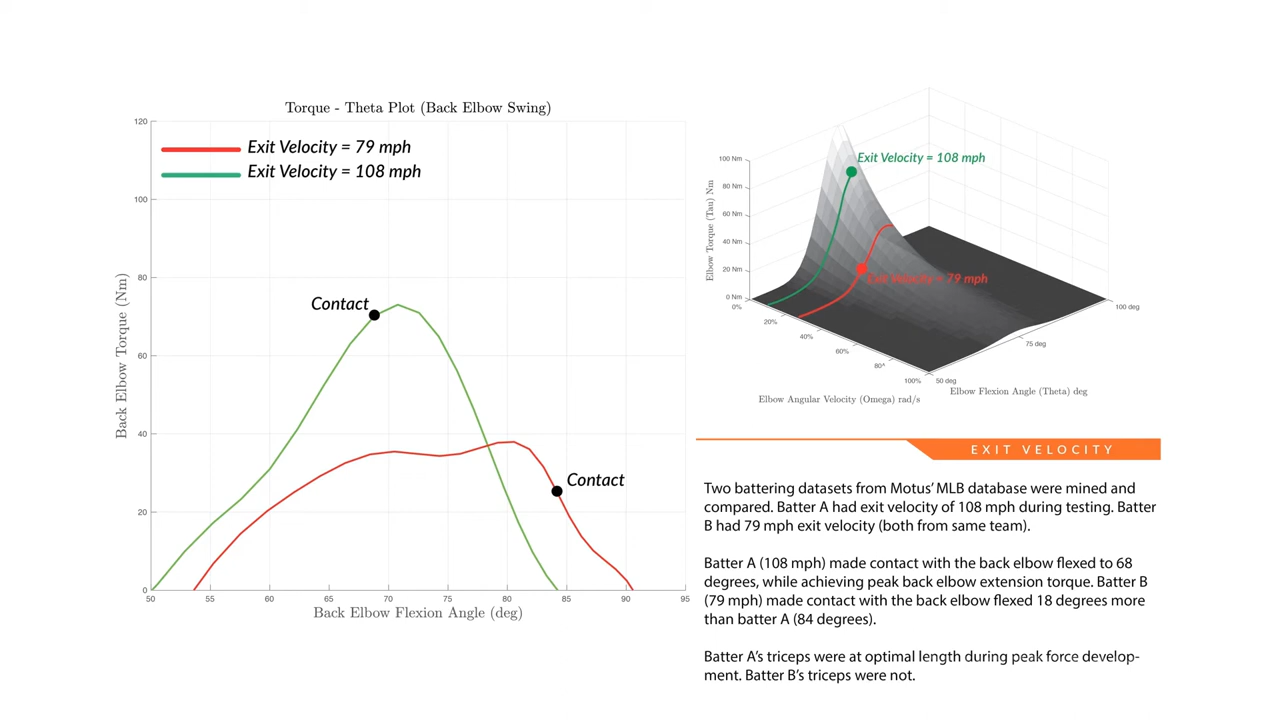 Torque - Theta Plot (Back Elbow Swing)
120
100
80
60
40
20
0
Exit Velocity = 79 mph
Exit Velocity = 108 mph
Contact
Contact
50
55
60
65
70
75
80
85
90
95
Back Elbow Torque (Nm)
Back Elbow Flexion Angle (deg)
Exit Velocity = 108 mph
Exit Velocity = 79 mph
100 Nm
80 Nm
60 Nm
40 Nm
20 Nm
0 Nm
Elbow Torque (Tau) Nm
0%
20%
40%
60%
80^
100%
50 deg
75 deg
100 deg
Elbow Angular Velocity (Omega) rad/s
Elbow Flexion Angle (Theta) deg
EXIT VELOCITY
Two battering datasets from Motus' MLB database were mined and
compared. Batter A had exit velocity of 108 mph during testing. Batter
B had 79 mph exit velocity (both from same team).
Batter A (108 mph) made contact with the back elbow flexed to 68
degrees, while achieving peak back elbow extension torque. Batter B
(79 mph) made contact with the back elbow flexed 18 degrees more
than batter A (84 degrees).
Batter A's triceps were at optimal length during peak force develop-
ment. Batter B's triceps were not.